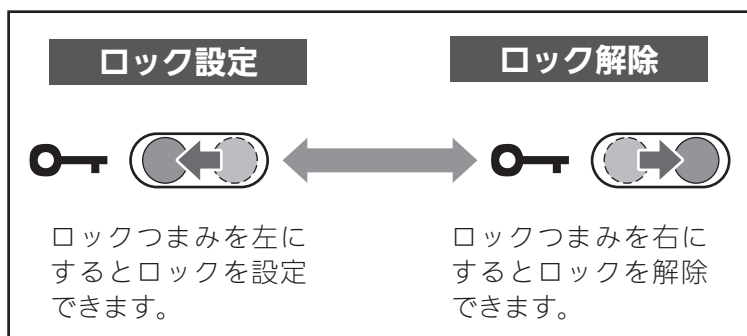 ロック設定
ロック解除
ロックつまみを左に
するとロックを設定
できます。
ロックつまみを右に
するとロックを解除
できます。